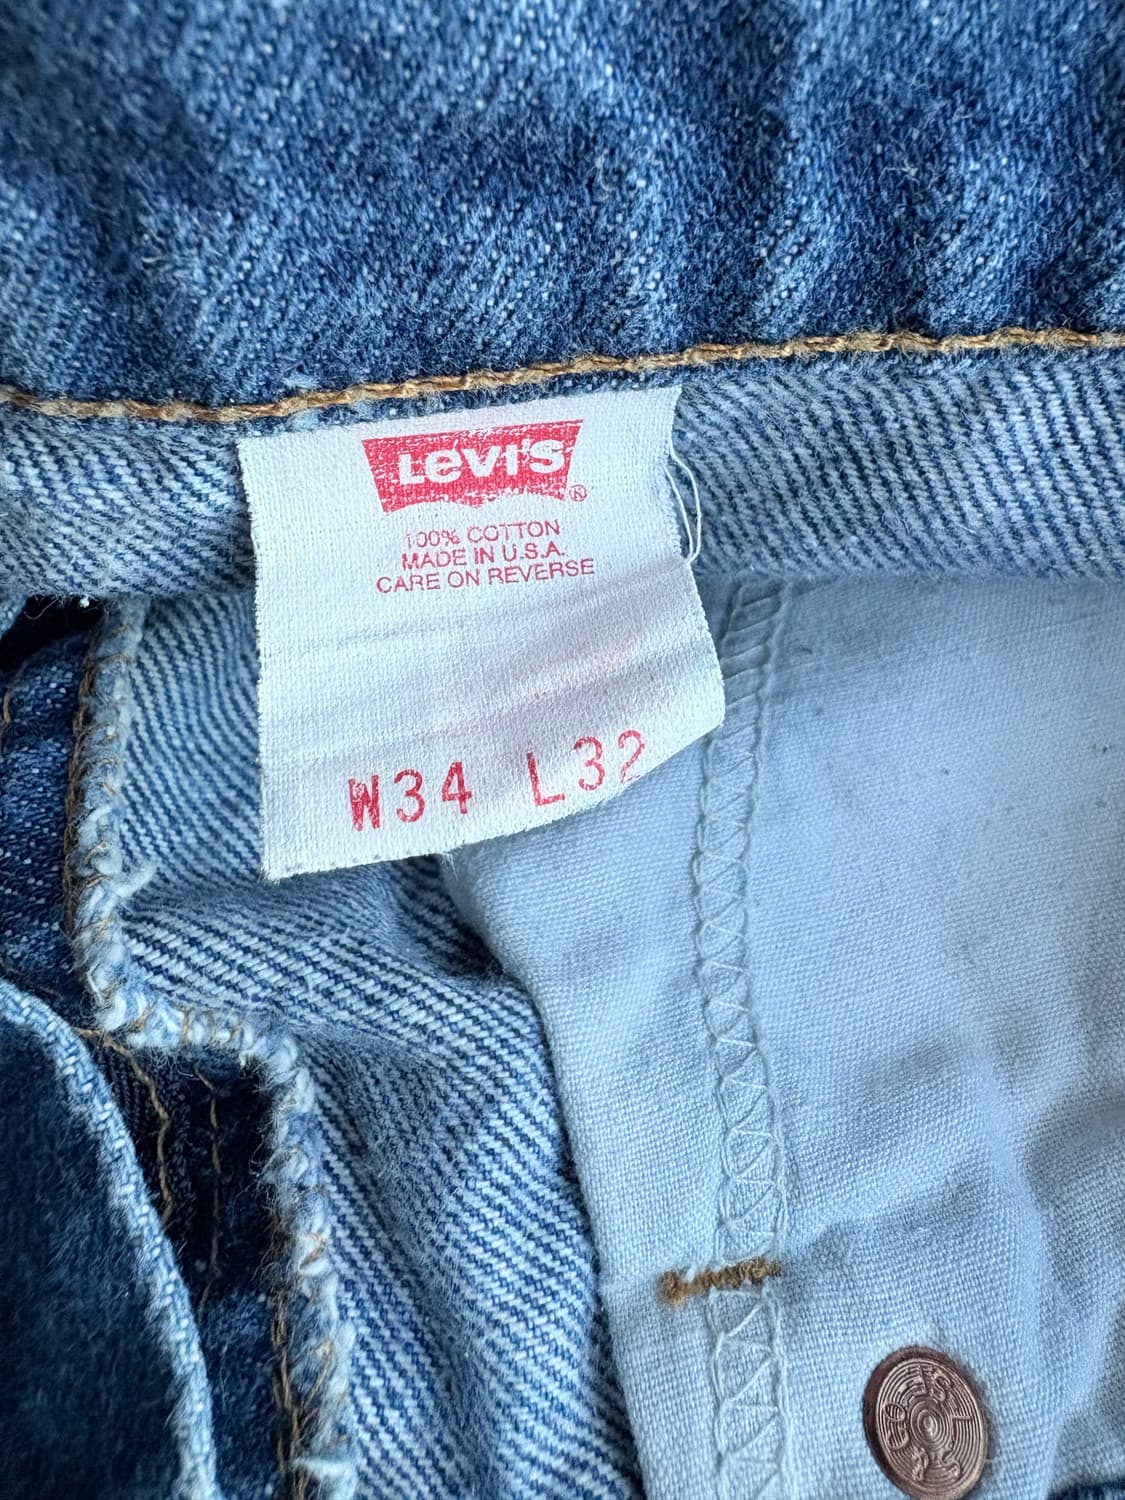 Levi's ®
100% COTTON
MADE IN U.S.A.
CARE ON REVERSE
W34 L32